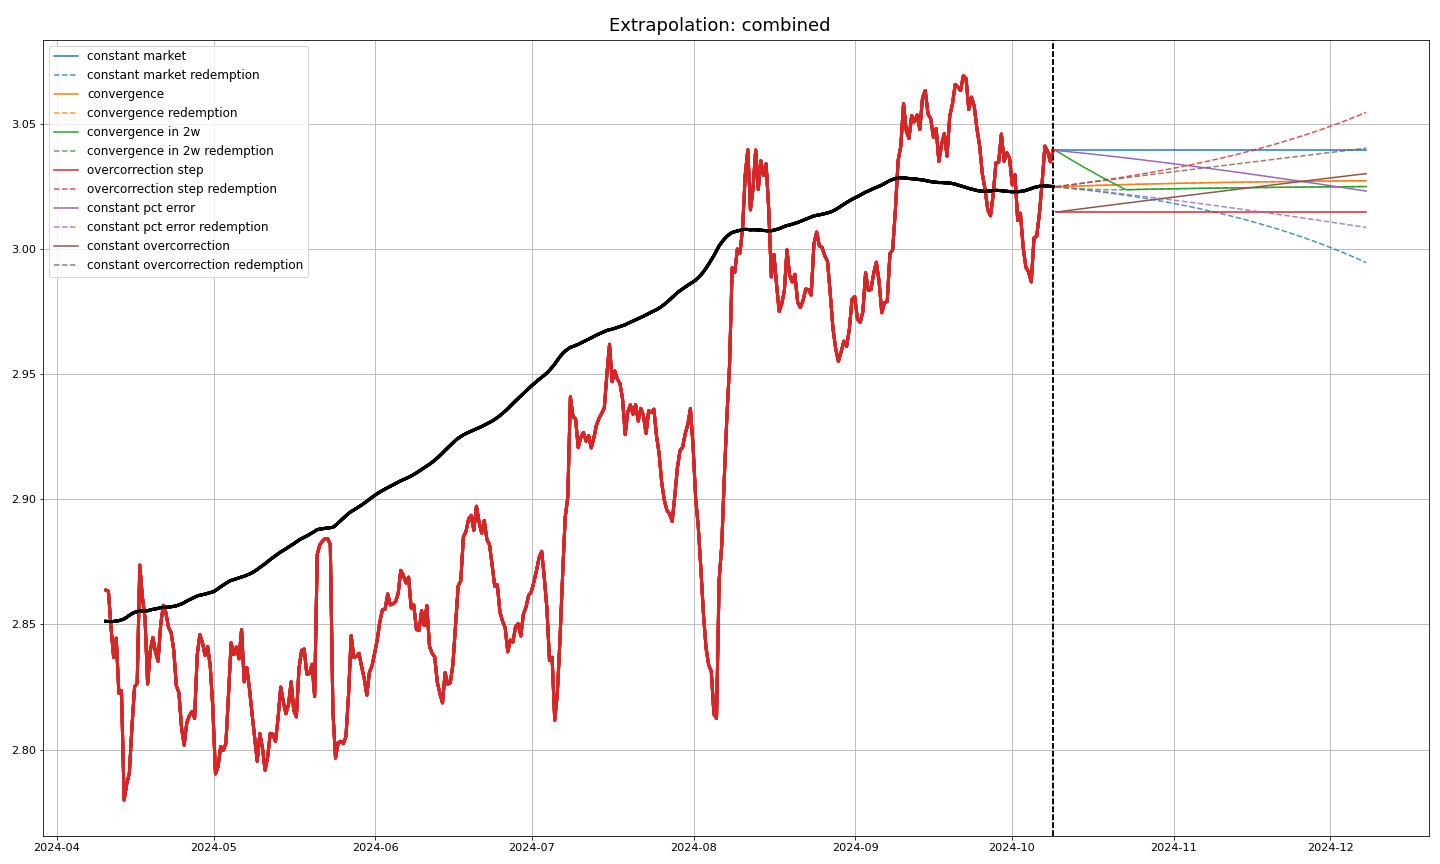 Extrapolation: combined
constant market
constant market redemption
convergence
convergence redemption
convergence in 2w
convergence in 2w redemption
overcorrection step
overcorrection step redemption
constant pct error
constant pct error redemption
constant overcorrection
constant overcorrection redemption
3.05
3.00
2.95
2.90
2.85
2.80
2024-04 2024-05 2024-06 2024-07 2024-08 2024-09 2024-10 2024-11 2024-12